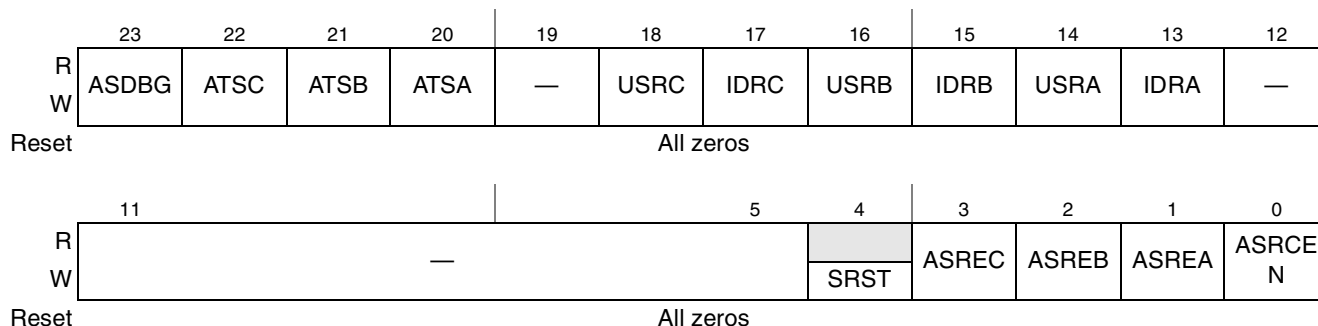 23 22 21 20 19 18 17 16 15 14 13 12
R
W
ASDBG ATSC ATSB ATSA — USRC IDRC USRB IDRB USRA IDRA —
Reset All zeros
11 5 4 3 2 1 0
R
W
— SRST ASREC ASREB ASREA ASRCE
N
Reset All zeros